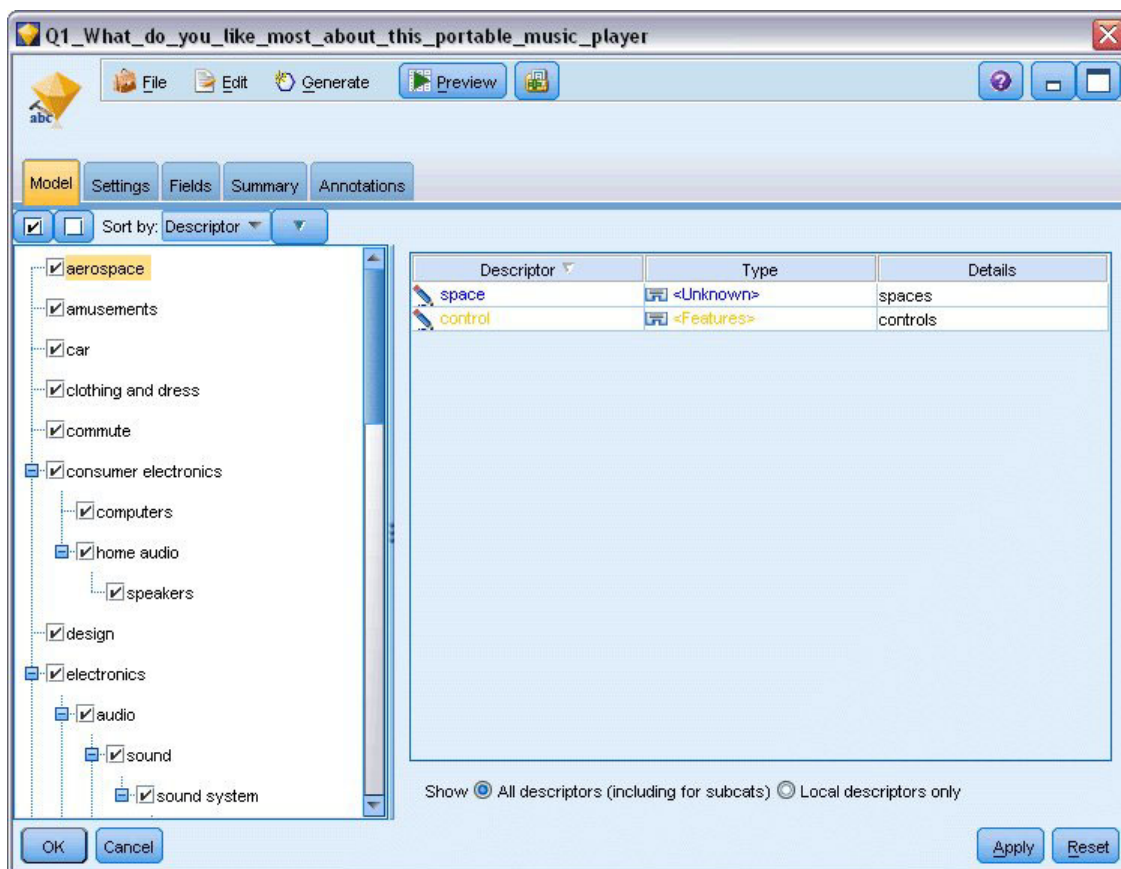 Q1_What_do_you_like_most_about_this_portable_music_player
File Edit Generate Preview
abc
Model Settings Fields Summary Annotations
Sort by: Descriptor
aerospace
amusements
car
clothing and dress
commute
consumer electronics
computers
home audio
speakers
design
electronics
audio
sound
sound system
Descriptor Type Details
space <Unknown> spaces
control <Features> controls
Show All descriptors (including for subcats) Local descriptors only
OK Cancel Apply Reset